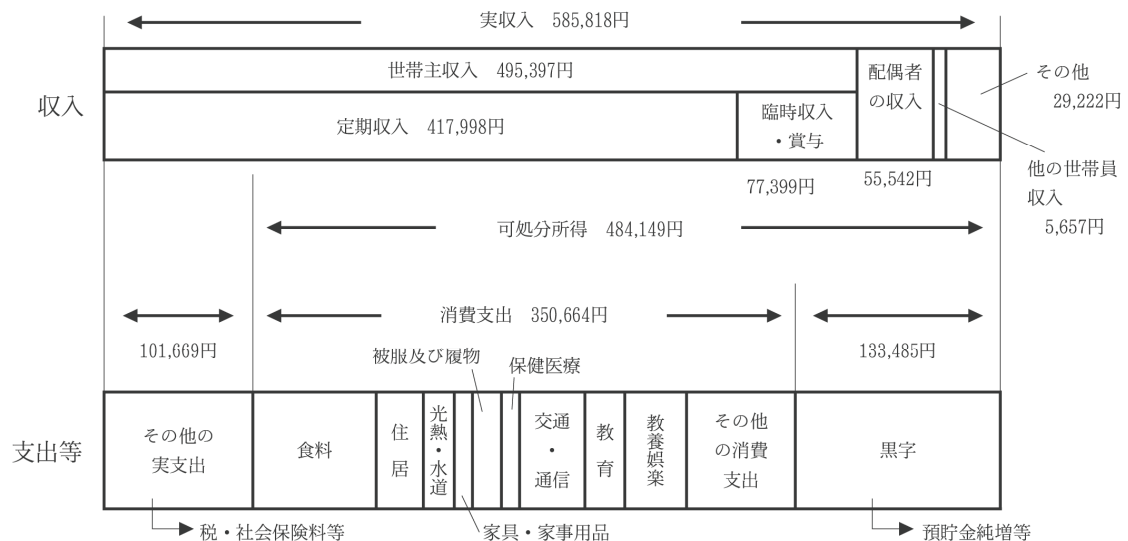 実収入　585,818円
収入
世帯主収入　495,397円
定期収入　417,998円
臨時収入
・賞与
77,399円
配偶者
の収入
55,542円
その他
29,222円
他の世帯員
収入
5,657円
可処分所得　484,149円
消費支出　350,664円
101,669円
133,485円
被服及び履物
保健医療
支出等
その他の
実支出
食料
住居
光熱・水道
交通
・
通信
教育
教養娯楽
その他
の消費
支出
黒字
税・社会保険料等
家具・家事用品
預貯金純増等